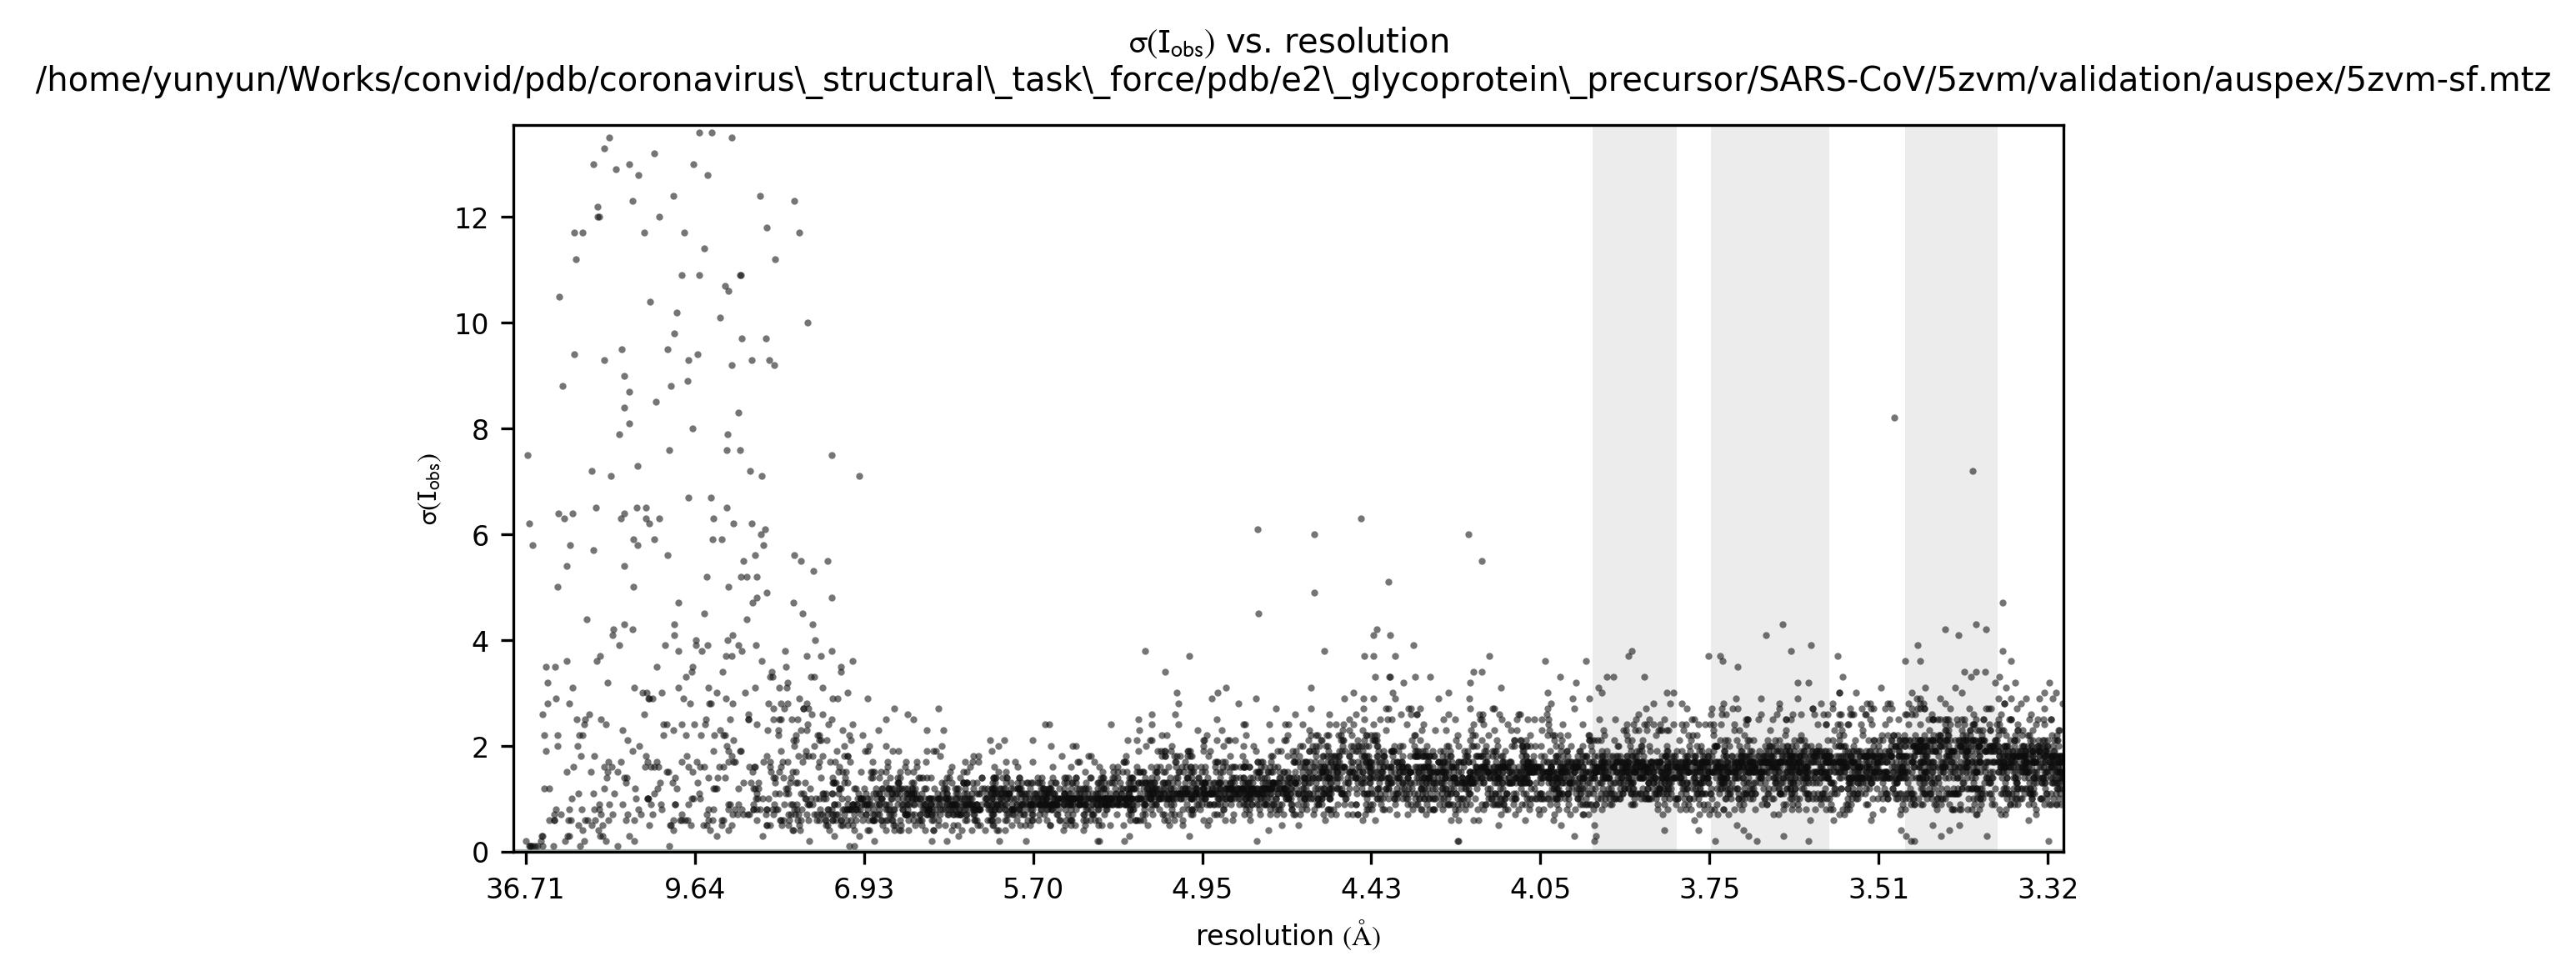 σ(I_obs) vs. resolution
/home/yunyun/Works/convid/pdb/coronavirus\_structural\_task\_force/pdb/e2\_glycoprotein\_precursor/SARS-CoV/5zvm/validation/auspex/5zvm-sf.mtz
12
10
8
6
4
2
0
σ(I_obs)
36.71 9.64 6.93 5.70 4.95 4.43 4.05 3.75 3.51 3.32
resolution (Å)